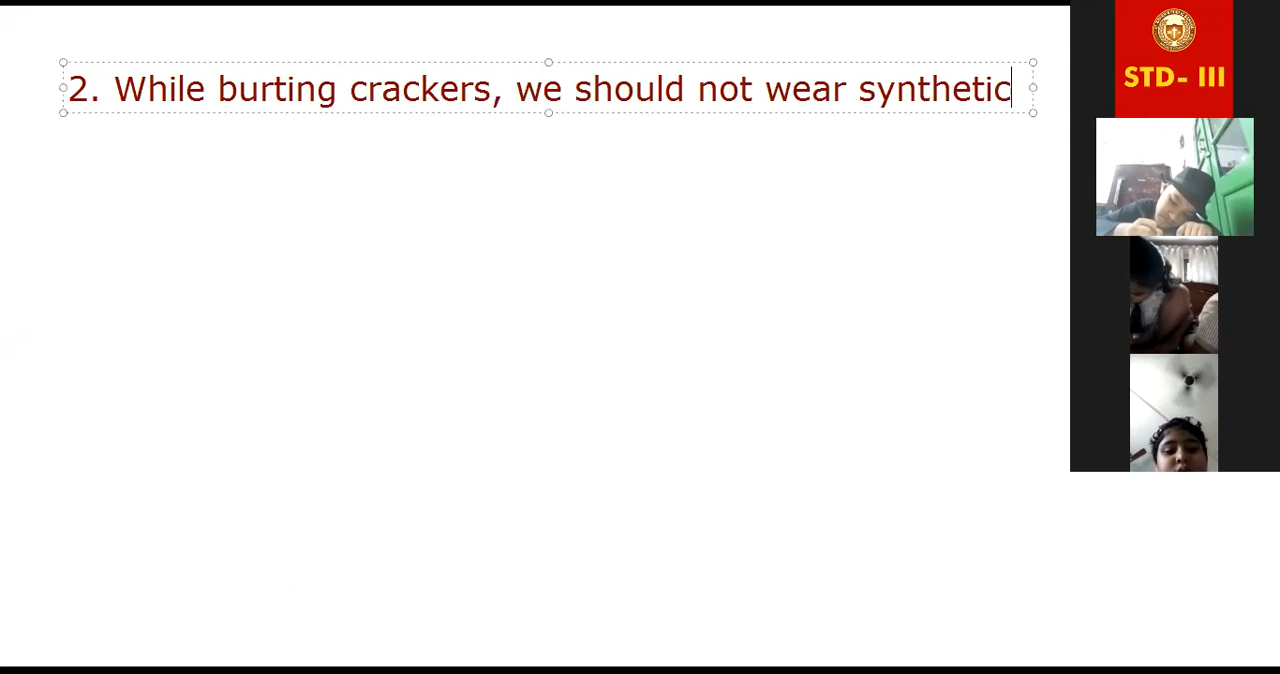 2. While burting crackers, we should not wear synthetic
STD- III